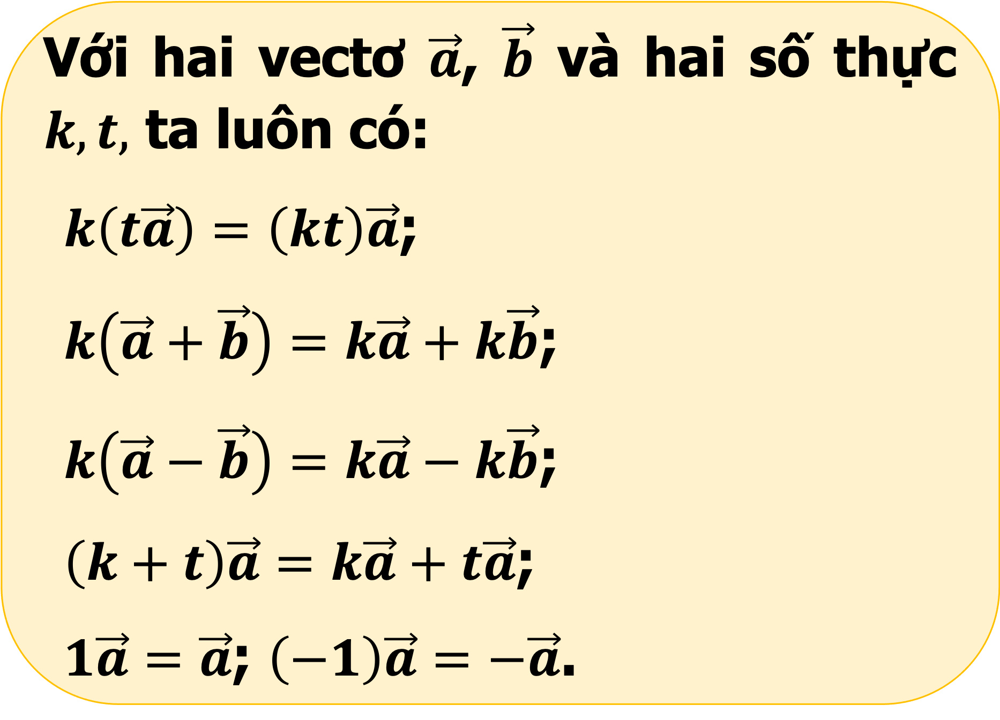 Với hai vectơ $\vec{a}$, $\vec{b}$ và hai số thực
$k, t,$ ta luôn có:
$k(t\vec{a}) = (kt)\vec{a}$;
$k(\vec{a} + \vec{b}) = k\vec{a} + k\vec{b}$;
$k(\vec{a} - \vec{b}) = k\vec{a} - k\vec{b}$;
$(k + t)\vec{a} = k\vec{a} + t\vec{a}$;
$1\vec{a} = \vec{a}$; $(-1)\vec{a} = -\vec{a}$.